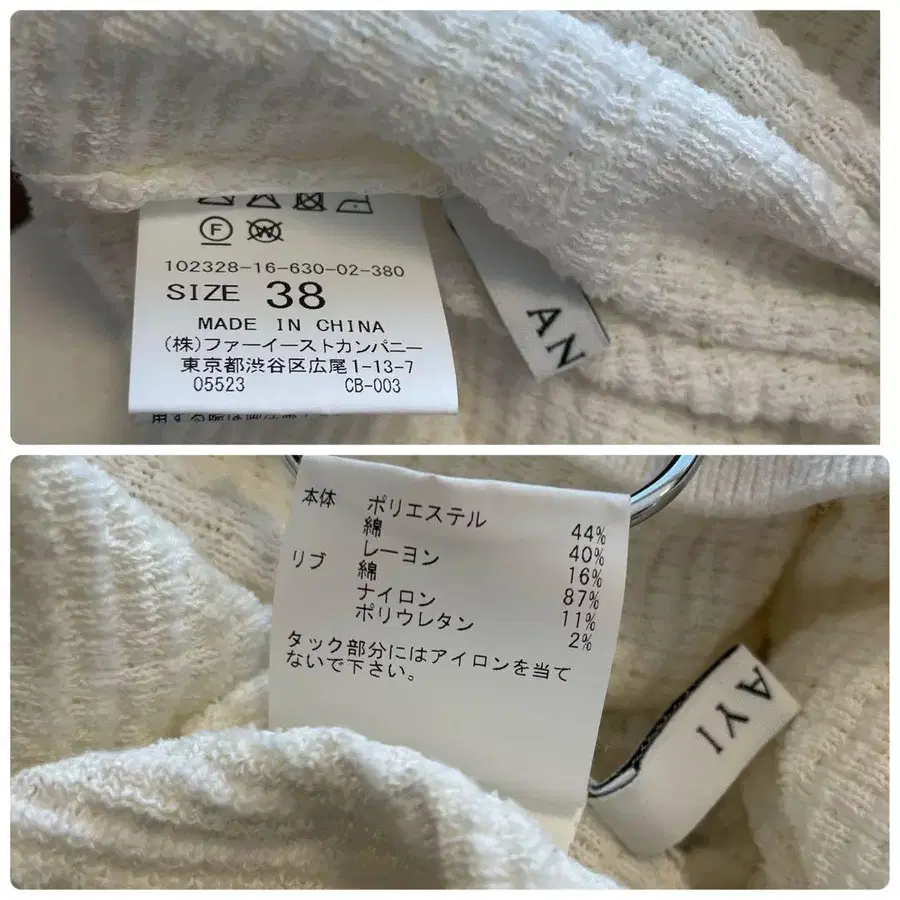 F W
102328-16-630-02-380
SIZE 38
MADE IN CHINA
(株)ファーイーストカンパニー
東京都渋谷区広尾1-13-7
05523 CB-003
AN
本体 ポリエステル 44%
綿 40%
レーヨン 16%
リブ 綿 87%
ナイロン 11%
ポリウレタン 2%
タック部分にはアイロンを当て
ないで下さい。
AYI